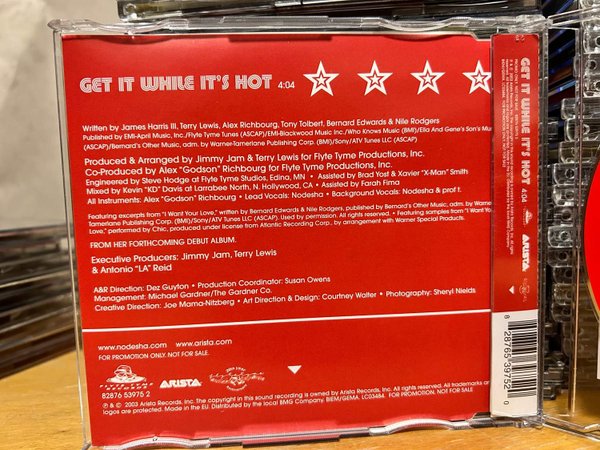 GET IT WHILE IT'S HOT 4:04
Written by James Harris III, Terry Lewis, Alex Richbourg, Tony Tolbert, Bernard Edwards & Nile Rodgers
Published by EMI-April Music, Inc./Flyte Tyme Tunes (ASCAP)/EMI-Blackwood Music Inc./Who Knows Music (BMI)/Ella And Gene's Son's Mu
(ASCAP)/Bernard's Other Music, adm. by Warner-Tamerlane Publishing Corp. (BMI)/Sony/ATV Tunes LLC (ASCAP)
Produced & Arranged by Jimmy Jam & Terry Lewis for Flyte Tyme Productions, Inc.
Co-Produced by Alex "Godson" Richbourg for Flyte Tyme Productions, Inc.
Engineered by Steve Hodge at Flyte Tyme Studios, Edina, MN • Assisted by Brad Yost & Xavier "X-Man" Smith
Mixed by Kevin "KD" Davis at Larrabee North, N. Hollywood, CA • Assisted by Farah Fima
All Instruments: Alex "Godson" Richbourg • Lead Vocals: Nodesha • Background Vocals: Nodesha & prof t.
Featuring excerpts from "I Want Your Love," written by Bernard Edwards & Nile Rodgers, published by Bernard's Other Music, adm. by Warner-
Tamerlane Publishing Corp. (BMI)/Sony/ATV Tunes LLC (ASCAP). Used by permission. All rights reserved. • Featuring samples from "I Want
Your Love," performed by Chic, used under license from Atlantic Recording Corp., by arrangement with Warner Special Products.
FROM HER FORTHCOMING DEBUT ALBUM.
Executive Producers: Jimmy Jam, Terry Lewis
& Antonio "LA" Reid
A&R Direction: Dez Guyton • Production Coordinator: Susan Owens
Management: Michael Gardner/The Gardner Co.
Creative Direction: Joe Mama-Nitzberg • Art Direction & Design: Courtney Walter • Photography: Sheryl Nields
www.nodesha.com www.arista.com
FOR PROMOTION ONLY. NOT FOR SALE.
82876 53975 2
ARISTA
℗ & © 2003 Arista Records, Inc. The copyright in this sound recording is owned by Arista Records, Inc. All rights reserved. All trademarks an
logos are protected. Made in the EU. Distributed by the local BMG Company. BIEM/GEMA. LC03484. FOR PROMOTION, NOT FOR SALE
GET IT WHILE IT'S HOT 4:04
ARISTA
8 28765 39752 0